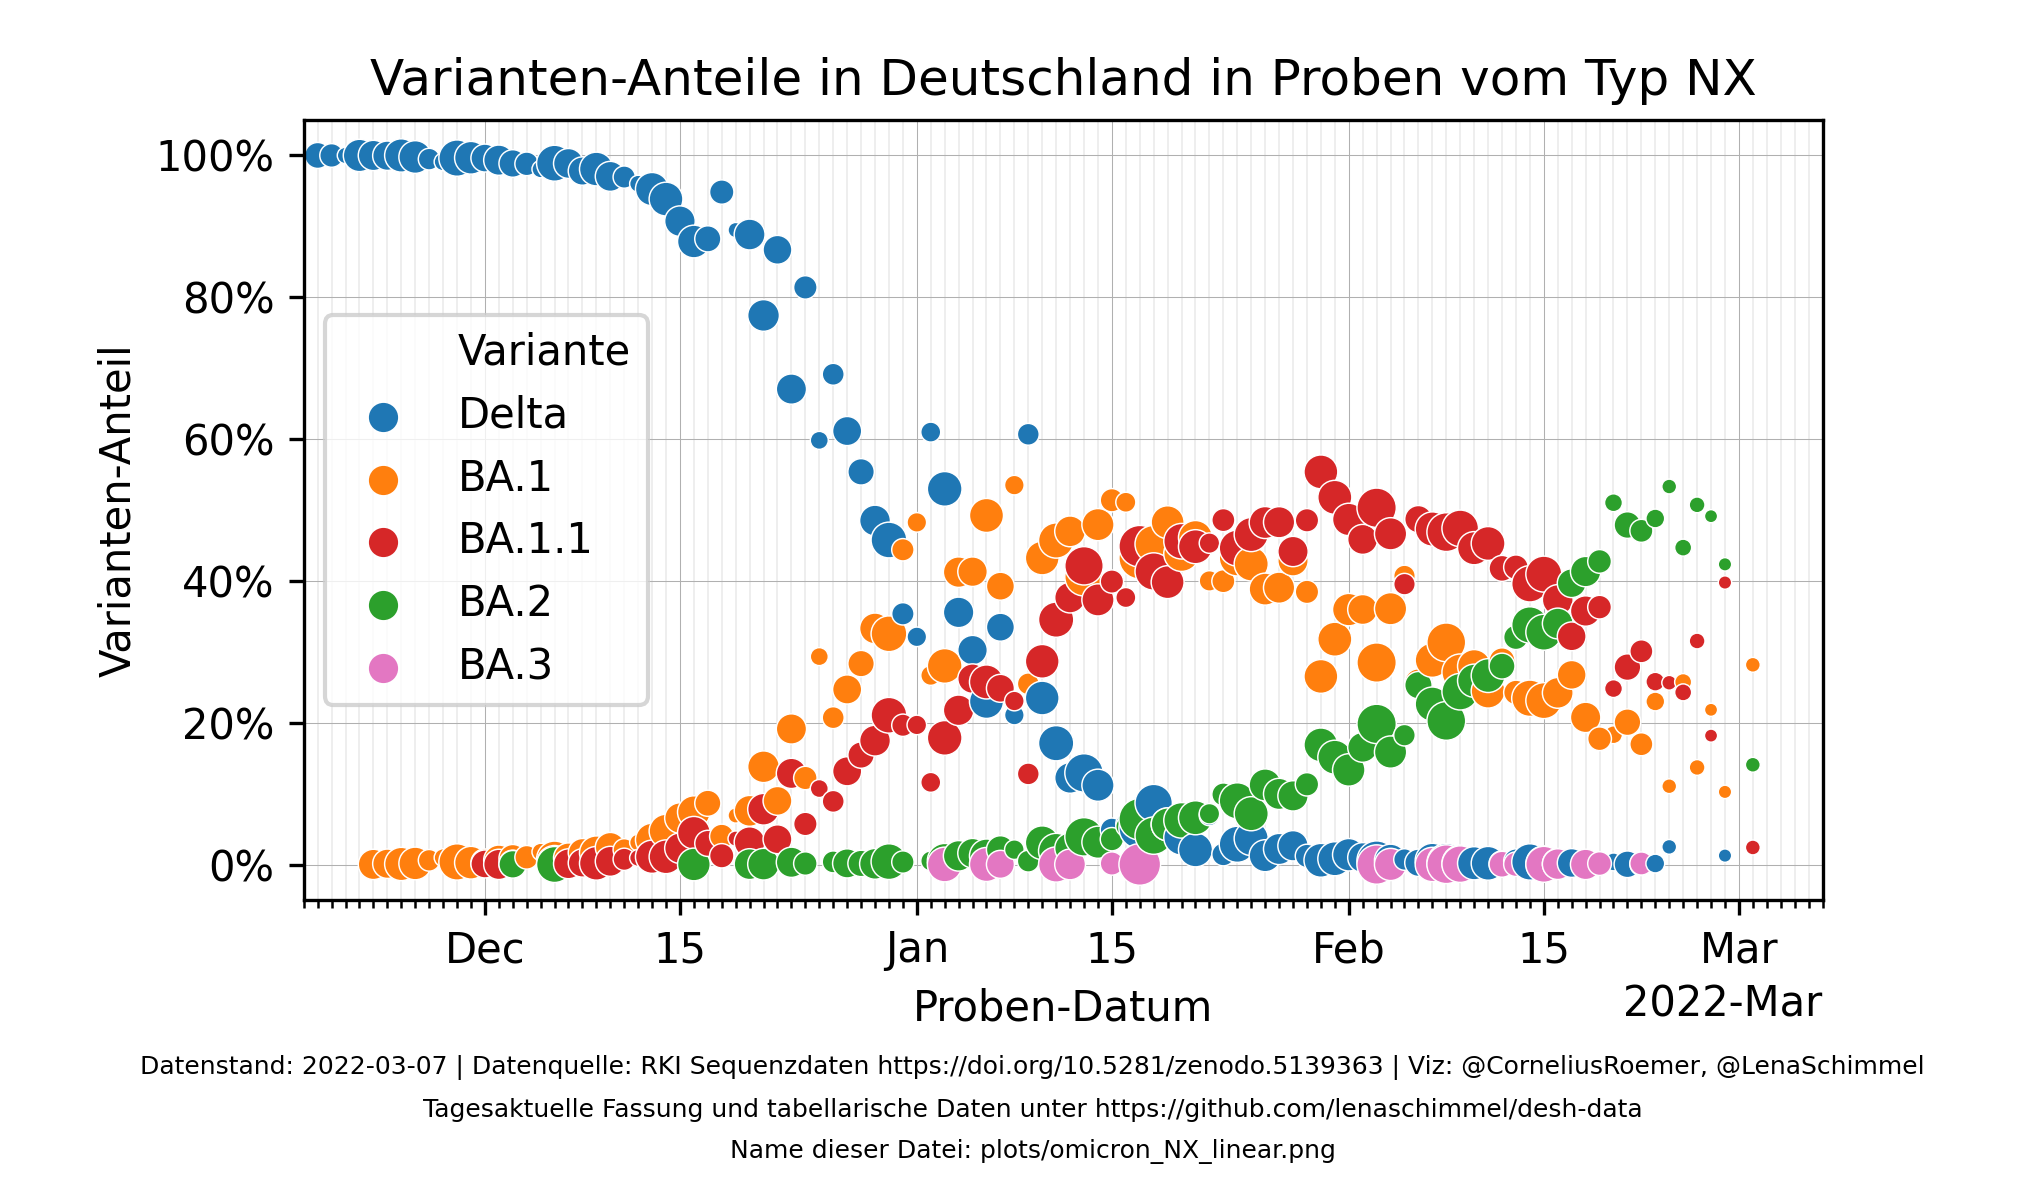 Varianten-Anteile in Deutschland in Proben vom Typ NX
100%
80%
60%
40%
20%
0%
Varianten-Anteil
Variante
Delta
BA.1
BA.1.1
BA.2
BA.3
Dec 15 Jan 15 Feb 15 Mar
Proben-Datum
2022-Mar
Datenstand: 2022-03-07 | Datenquelle: RKI Sequenzdaten https://doi.org/10.5281/zenodo.5139363 | Viz: @CorneliusRoemer, @LenaSchimmel
Tagesaktuelle Fassung und tabellarische Daten unter https://github.com/lenaschimmel/desh-data
Name dieser Datei: plots/omicron_NX_linear.png